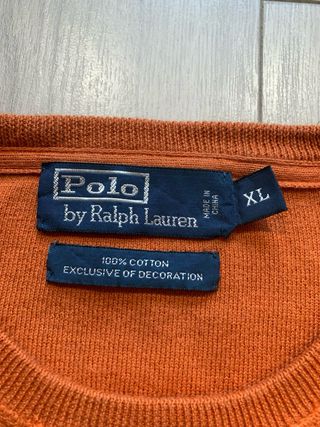 Polo
by Ralph Lauren
MADE IN
CHINA
XL
100% COTTON
EXCLUSIVE OF DECORATION